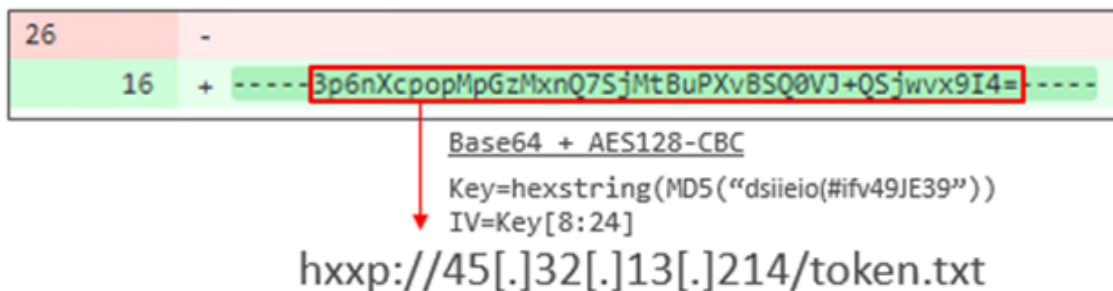 26 -
16 + -----3p6nXcpopMpGzMxnQ7SjMtBuPXvBSQ0VJ+QSjwvx9I4=-----
Base64 + AES128-CBC
Key=hexstring(MD5(“dsiieio(#ifv49JE39”))
IV=Key[8:24]
hxxp://45[.]32[.]13[.]214/token.txt